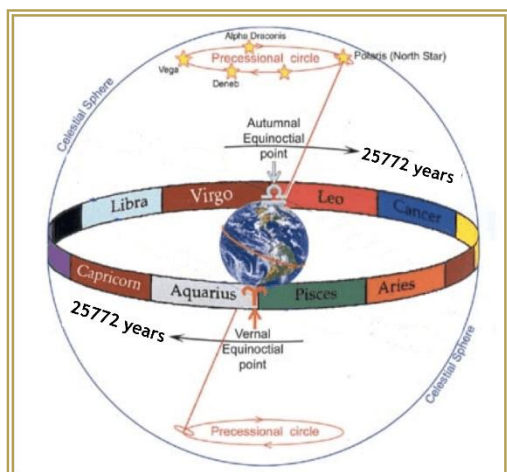 Alpha Draconis
Precessional circle
Polaris (North Star)
Vega
Deneb
Celestial Sphere
Autumnal
Equinoctial
point
25772 years
Libra
Virgo
Leo
Cancer
Capricorn
Aquarius
Pisces
Aries
25772 years
Vernal
Equinoctial
point
Celestial Sphere
Precessional circle